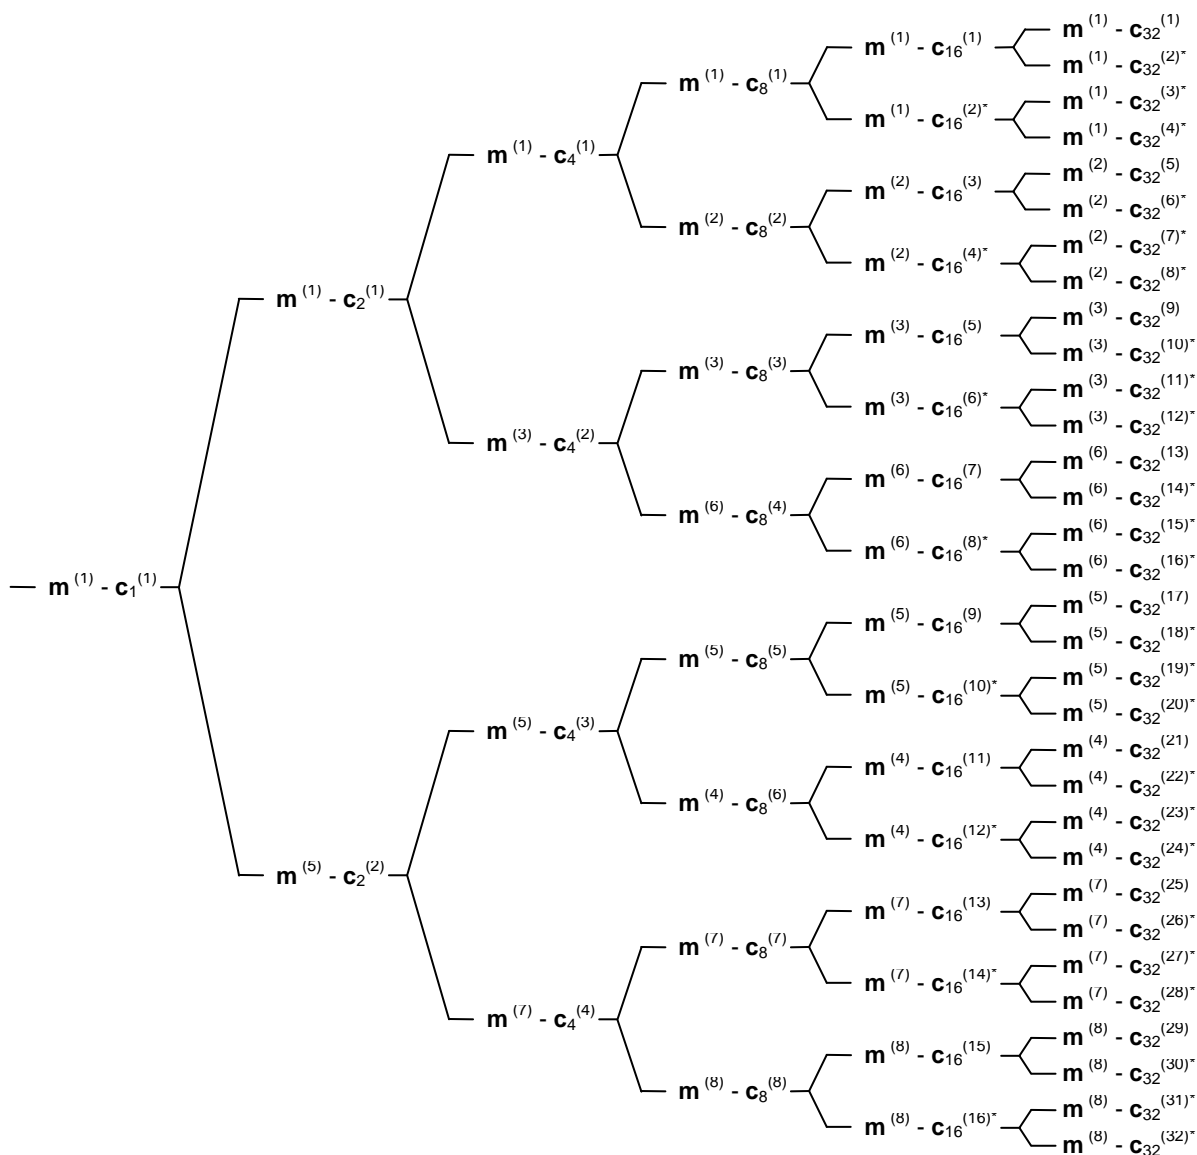 m(1) - c1(1)
m(1) - c2(1)
m(5) - c2(2)
m(1) - c4(1)
m(3) - c4(2)
m(5) - c4(3)
m(7) - c4(4)
m(1) - c8(1)
m(2) - c8(2)
m(3) - c8(3)
m(6) - c8(4)
m(5) - c8(5)
m(4) - c8(6)
m(7) - c8(7)
m(8) - c8(8)
m(1) - c16(1)
m(1) - c16(2)*
m(2) - c16(3)
m(2) - c16(4)*
m(3) - c16(5)
m(3) - c16(6)*
m(6) - c16(7)
m(6) - c16(8)*
m(5) - c16(9)
m(5) - c16(10)*
m(4) - c16(11)
m(4) - c16(12)*
m(7) - c16(13)
m(7) - c16(14)*
m(8) - c16(15)
m(8) - c16(16)*
m(1) - c32(1)
m(1) - c32(2)*
m(1) - c32(3)*
m(1) - c32(4)*
m(2) - c32(5)
m(2) - c32(6)*
m(2) - c32(7)*
m(2) - c32(8)*
m(3) - c32(9)
m(3) - c32(10)*
m(3) - c32(11)*
m(3) - c32(12)*
m(6) - c32(13)
m(6) - c32(14)*
m(6) - c32(15)*
m(6) - c32(16)*
m(5) - c32(17)
m(5) - c32(18)*
m(5) - c32(19)*
m(5) - c32(20)*
m(4) - c32(21)
m(4) - c32(22)*
m(4) - c32(23)*
m(4) - c32(24)*
m(7) - c32(25)
m(7) - c32(26)*
m(7) - c32(27)*
m(7) - c32(28)*
m(8) - c32(29)
m(8) - c32(30)*
m(8) - c32(31)*
m(8) - c32(32)*